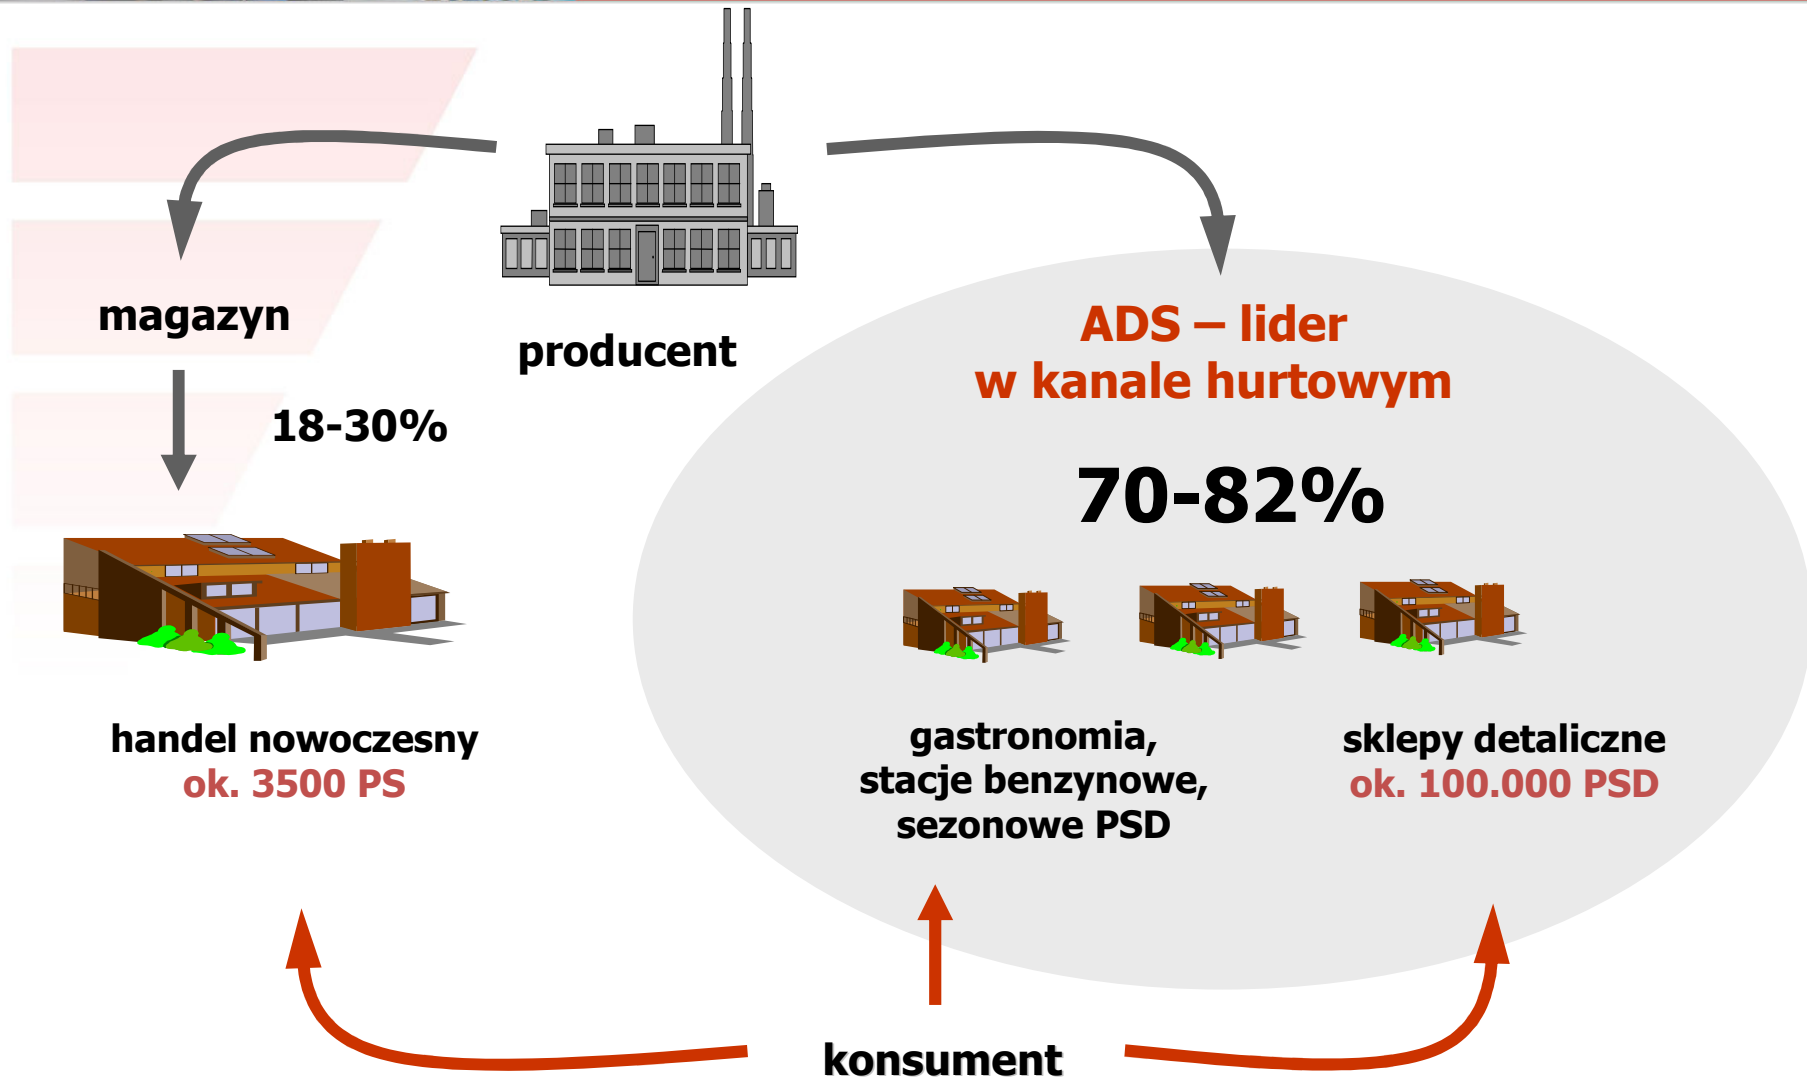 magazyn
producent
18-30%
ADS – lider
w kanale hurtowym
70-82%
handel nowoczesny
ok. 3500 PS
gastronomia,
stacje benzynowe,
sezonowe PSD
sklepy detaliczne
ok. 100.000 PSD
konsument